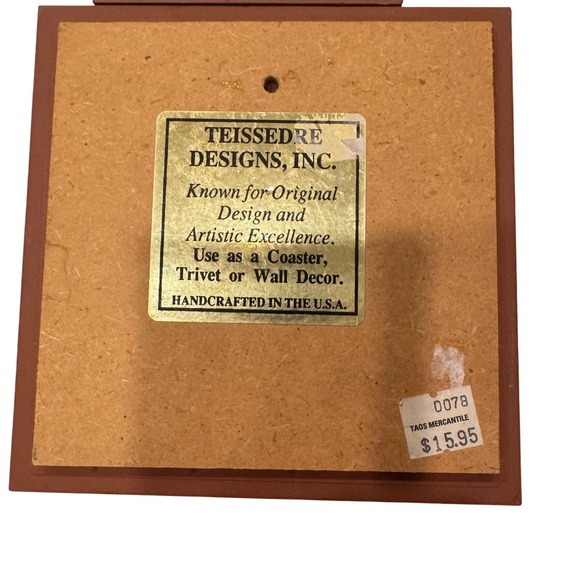 TEISSEDRE
DESIGNS, INC.
Known for Original
Design and
Artistic Excellence.
Use as a Coaster,
Trivet or Wall Decor.
HANDCRAFTED IN THE U.S.A.
0078
TAOS MERCANTILE
$15.95